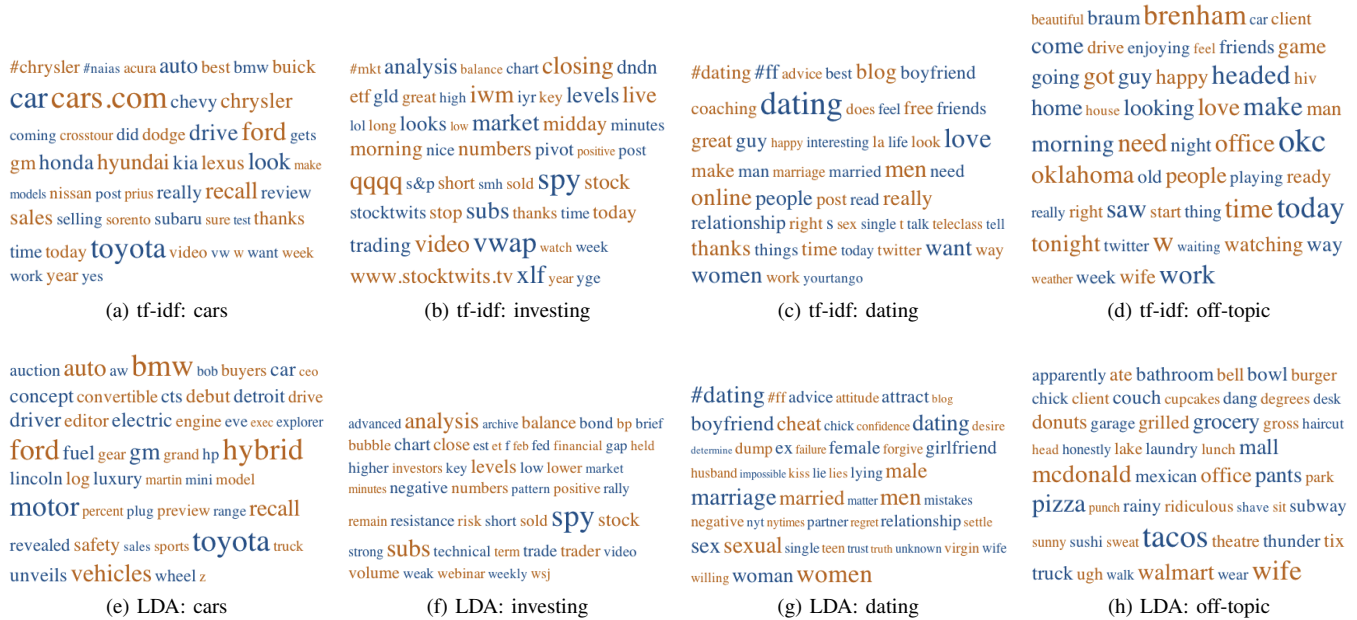 #chrysler #naias acura auto best bmw buick
car cars.com chevy chrysler
coming crosstour did dodge drive ford gets
gm honda hyundai kia lexus look make
models nissan post prius really recall review
sales selling sorento subaru sure test thanks
time today toyota video vw w want week
work year yes
(a) tf-idf: cars
#mkt analysis balance chart closing dndn
etf gld great high iwm iyr key levels live
lol long looks low market midday minutes
morning nice numbers pivot positive post
qqqq s&p short smh sold spy stock
stocktwits stop subs thanks time today
trading video vwap watch week
www.stocktwits.tv xlf year yge
(b) tf-idf: investing
#dating #ff advice best blog boyfriend
coaching dating does feel free friends
great guy happy interesting la life look love
make man marriage married men need
online people post read really
relationship right s sex single t talk teleclass tell
thanks things time today twitter want way
women work yourtango
(c) tf-idf: dating
beautiful braum brenham car client
come drive enjoying feel friends game
going got guy happy headed hiv
home house looking love make man
morning need night office okc
oklahoma old people playing ready
really right saw start thing time today
tonight twitter w waiting watching way
weather week wife work
(d) tf-idf: off-topic
auction auto aw bmw bob buyers car ceo
concept convertible cts debut detroit drive
driver editor electric engine eve exec explorer
ford fuel gear gm grand hp hybrid
lincoln log luxury martin mini model
motor percent plug preview range recall
revealed safety sales sports toyota truck
unveils vehicles wheel z
(e) LDA: cars
advanced analysis archive balance bond bp brief
bubble chart close est et f feb fed financial gap held
higher investors key levels low lower market
minutes negative numbers pattern positive rally
remain resistance risk short sold spy stock
strong subs technical term trade trader video
volume weak webinar weekly wsj
(f) LDA: investing
#dating #ff advice attitude attract blog
boyfriend cheat chick confidence dating desire
determine dump ex failure female forgive girlfriend
husband impossible kiss lie lies lying male
marriage married matter men mistakes
negative nyt nytimes partner regret relationship settle
sex sexual single teen trust truth unknown virgin wife
willing woman women
(g) LDA: dating
apparently ate bathroom bell bowl burger
chick client couch cupcakes dang degrees desk
donuts garage grilled grocery gross haircut
head honestly lake laundry lunch mall
mcdonald mexican office pants park
pizza punch rainy ridiculous shave sit subway
sunny sushi sweat tacos theatre thunder tix
truck ugh walk walmart wear wife
(h) LDA: off-topic